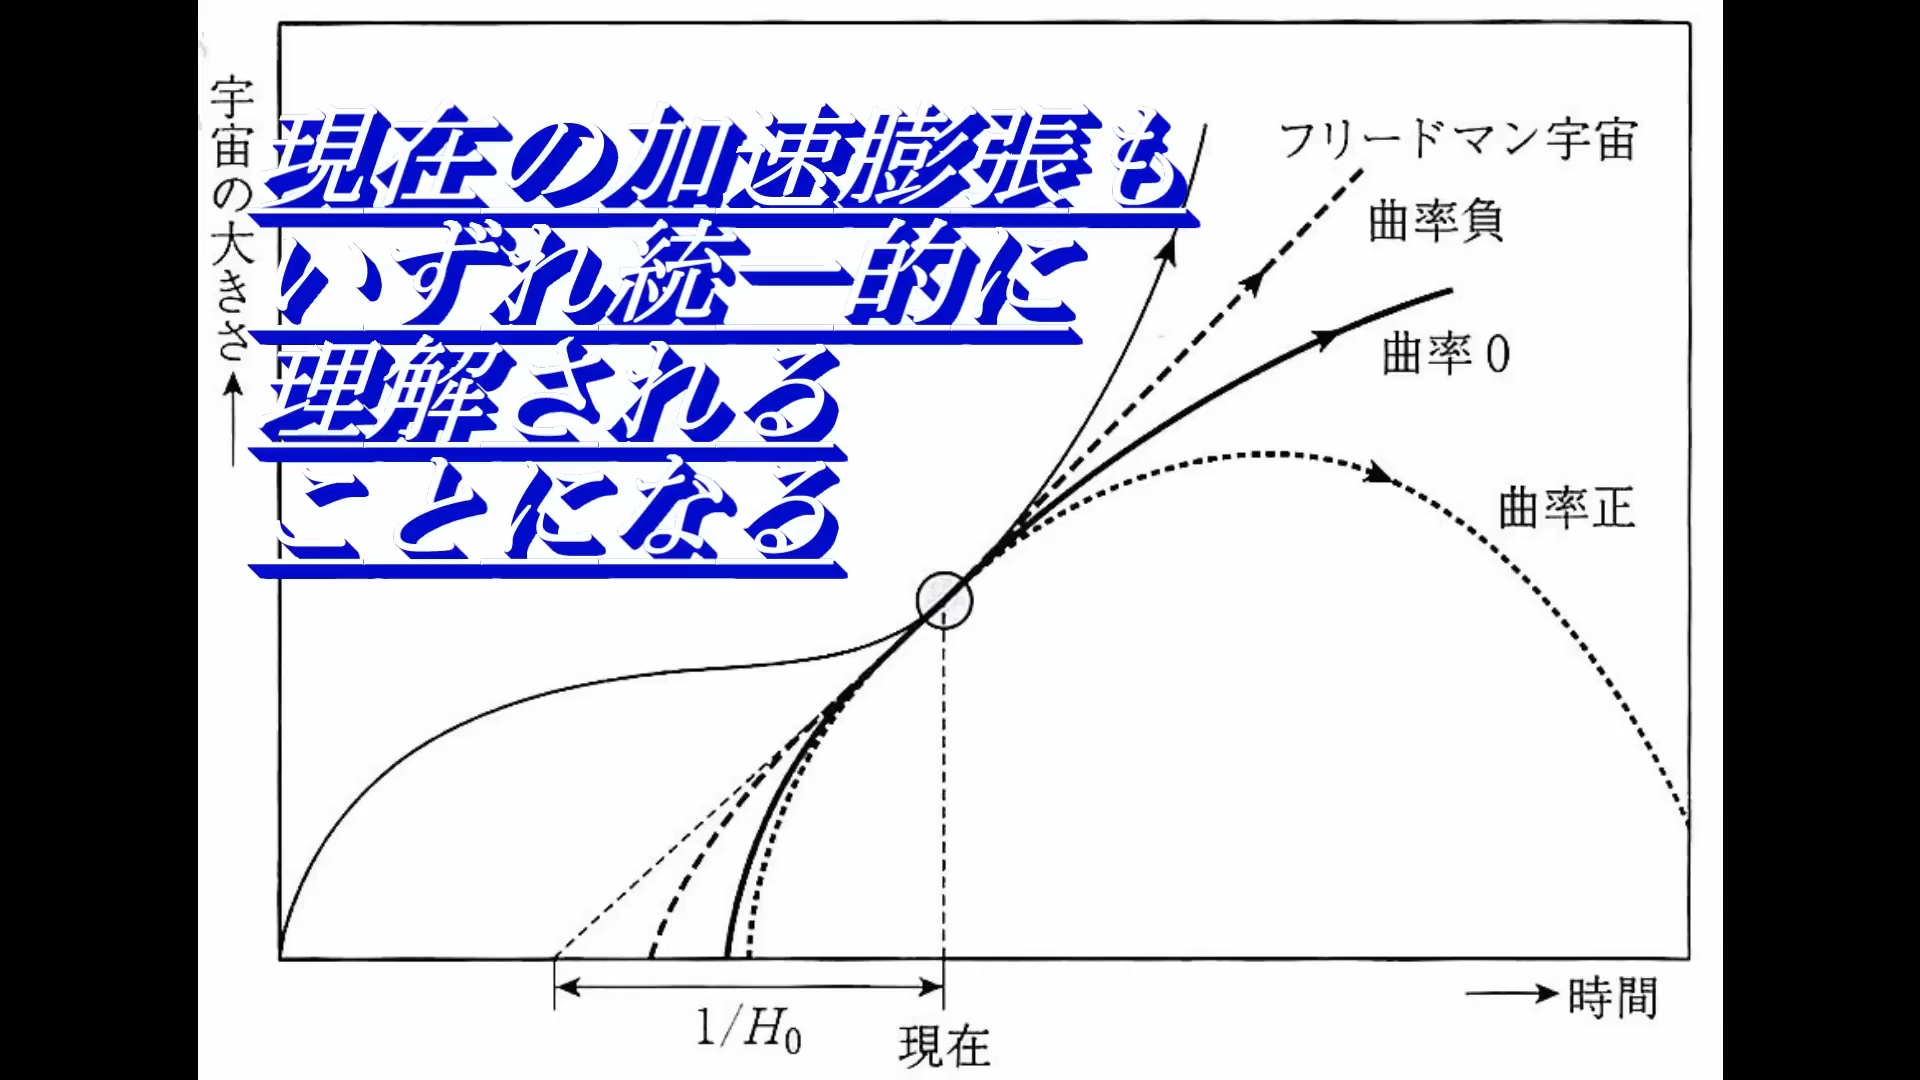 宇宙の大きさ
現在の加速膨張も
いずれ統一的に
理解される
ことになる
フリードマン宇宙
曲率負
曲率0
曲率正
1/H₀
現在
時間